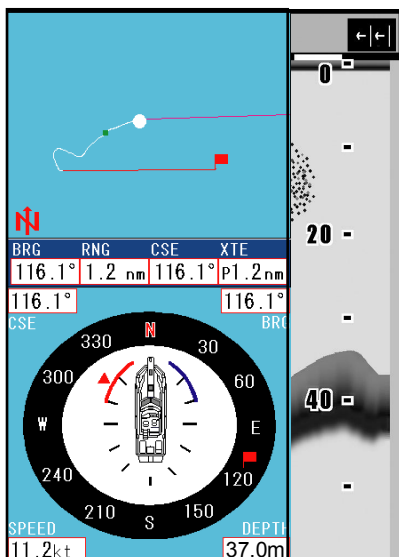 0
N
BRG RNG CSE XTE
116.1° 1.2 nm 116.1° P1.2nm
116.1° 116.1°
CSE BRG
20
N
330 30
300 60
W E
40
240 120
210 150
S
SPEED DEPTH
11.2kt 37.0m